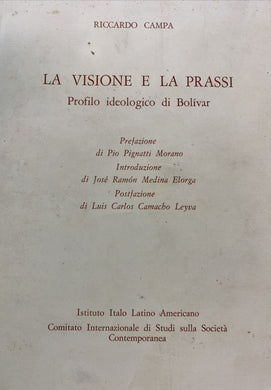 RICCARDO CAMPA
LA VISIONE E LA PRASSI
Profilo ideologico di Bolívar
Prefazione
di Pio Pignatti Morano
Introduzione
di José Ramón Medina Elorga
Postfazione
di Luis Carlos Camacho Leyva
Istituto Italo Latino Americano
Comitato Internazionale di Studi sulla Società
Contemporanea